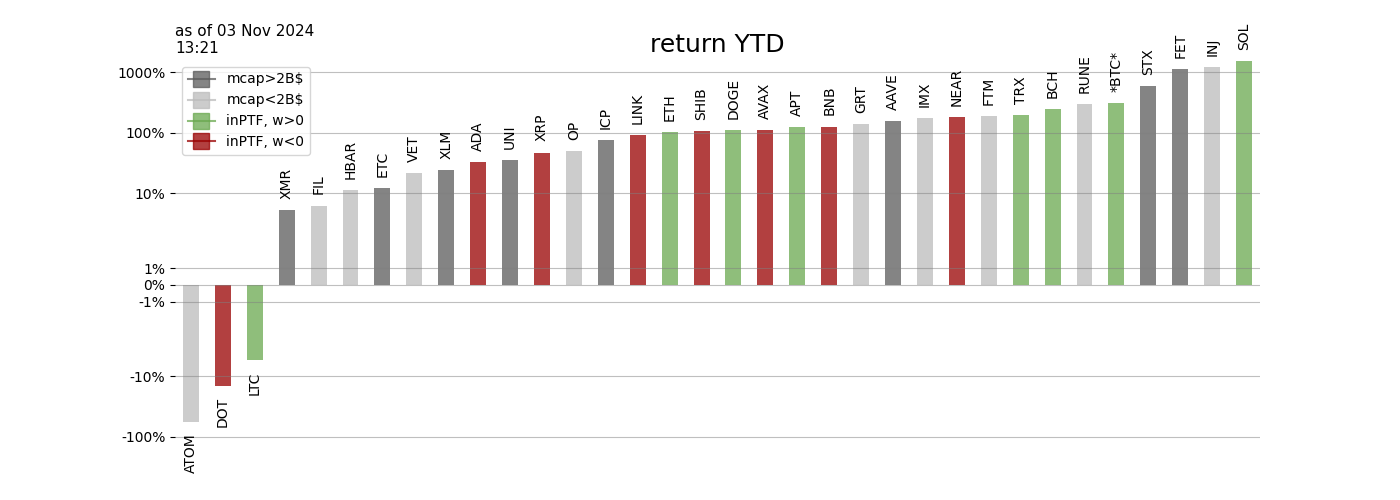 as of 03 Nov 2024
13:21
return YTD
mcap>2B$
mcap<2B$
inPTF, w>0
inPTF, w<0
1000%
100%
10%
1%
0%
-1%
-10%
-100%
ATOM
DOT
LTC
XMR
FIL
HBAR
ETC
VET
XLM
ADA
UNI
XRP
OP
ICP
LINK
ETH
SHIB
DOGE
AVAX
APT
BNB
GRT
AAVE
IMX
NEAR
FTM
TRX
BCH
RUNE
*BTC*
STX
FET
INJ
SOL